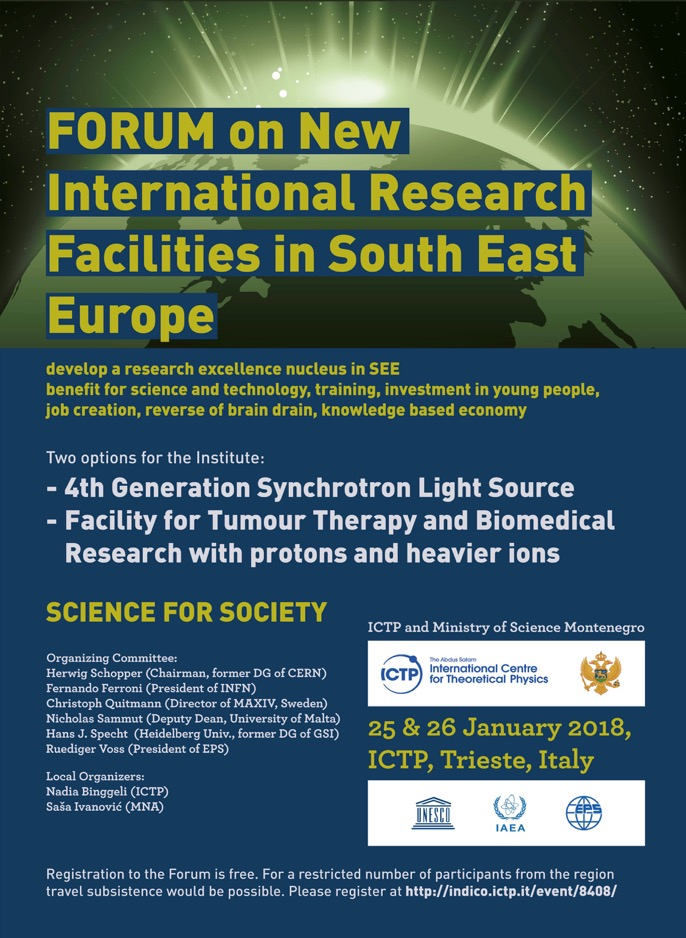 FORUM on New
International Research
Facilities in South East
Europe
develop a research excellence nucleus in SEE
benefit for science and technology, training, investment in young people,
job creation, reverse of brain drain, knowledge based economy
Two options for the Institute:
- 4th Generation Synchrotron Light Source
- Facility for Tumour Therapy and Biomedical
Research with protons and heavier ions
SCIENCE FOR SOCIETY
Organizing Committee:
Herwig Schopper (Chairman, former DG of CERN)
Fernando Ferroni (President of INFN)
Christoph Quitmann (Director of MAXIV, Sweden)
Nicholas Sammut (Deputy Dean, University of Malta)
Hans J. Specht (Heidelberg Univ., former DG of GSI)
Ruediger Voss (President of EPS)
Local Organizers:
Nadia Binggeli (ICTP)
Saša Ivanović (MNA)
ICTP and Ministry of Science Montenegro
ICTP
The Abdus Salam
International Centre
for Theoretical Physics
25 & 26 January 2018,
ICTP, Trieste, Italy
UNESCO
IAEA
EPS
Registration to the Forum is free. For a restricted number of participants from the region
travel subsistence would be possible. Please register at http://indico.ictp.it/event/8408/